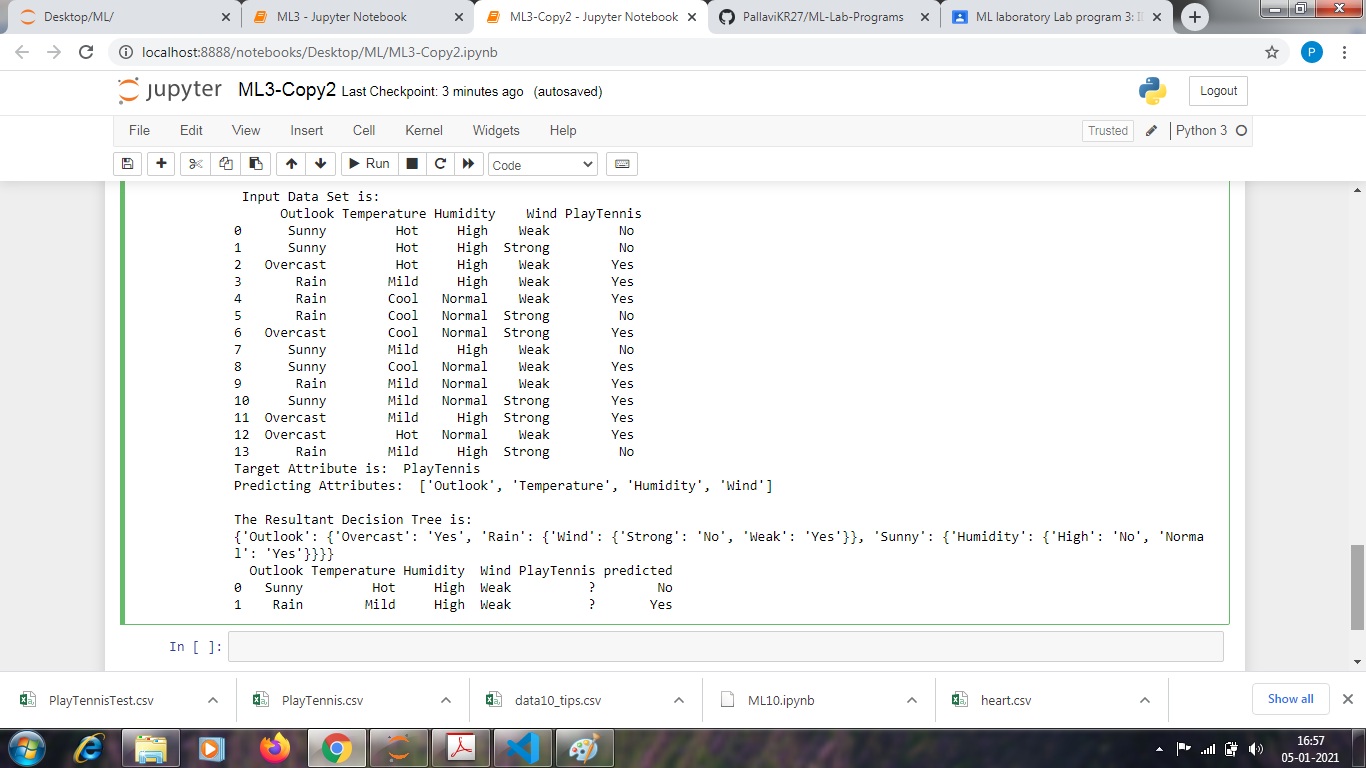 Desktop/ML/
ML3 - Jupyter Notebook
ML3-Copy2 - Jupyter Notebook
PallaviKR27/ML-Lab-Programs
ML laboratory Lab program 3:
localhost:8888/notebooks/Desktop/ML/ML3-Copy2.ipynb
P
jupyter ML3-Copy2 Last Checkpoint: 3 minutes ago (autosaved)
Logout
File Edit View Insert Cell Kernel Widgets Help
Trusted Python 3
Run Code
Input Data Set is:
Outlook Temperature Humidity Wind PlayTennis
0 Sunny Hot High Weak No
1 Sunny Hot High Strong No
2 Overcast Hot High Weak Yes
3 Rain Mild High Weak Yes
4 Rain Cool Normal Weak Yes
5 Rain Cool Normal Strong No
6 Overcast Cool Normal Strong Yes
7 Sunny Mild High Weak No
8 Sunny Cool Normal Weak Yes
9 Rain Mild Normal Weak Yes
10 Sunny Mild Normal Strong Yes
11 Overcast Mild High Strong Yes
12 Overcast Hot Normal Weak Yes
13 Rain Mild High Strong No
Target Attribute is: PlayTennis
Predicting Attributes: ['Outlook', 'Temperature', 'Humidity', 'Wind']
The Resultant Decision Tree is:
{'Outlook': {'Overcast': 'Yes', 'Rain': {'Wind': {'Strong': 'No', 'Weak': 'Yes'}}, 'Sunny': {'Humidity': {'High': 'No', 'Norma
l': 'Yes'}}}}
Outlook Temperature Humidity Wind PlayTennis predicted
0 Sunny Hot High Weak ? No
1 Rain Mild High Weak ? Yes
In [ ]:
PlayTennisTest.csv
PlayTennis.csv
data10_tips.csv
ML10.ipynb
heart.csv
Show all
16:57
05-01-2021